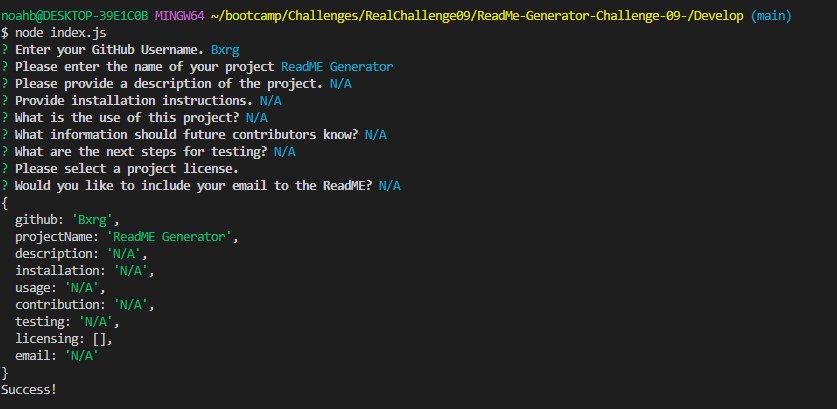 noahb@DESKTOP-39E1C0B MINGW64 ~/bootcamp/Challenges/RealChallenge09/ReadMe-Generator-Challenge-09-/Develop (main)
$ node index.js
? Enter your GitHub Username. Bxrg
? Please enter the name of your project ReadME Generator
? Please provide a description of the project. N/A
? Provide installation instructions. N/A
? What is the use of this project? N/A
? What information should future contributors know? N/A
? What are the next steps for testing? N/A
? Please select a project license.
? Would you like to include your email to the ReadME? N/A
{
  github: 'Bxrg',
  projectName: 'ReadME Generator',
  description: 'N/A',
  installation: 'N/A',
  usage: 'N/A',
  contribution: 'N/A',
  testing: 'N/A',
  licensing: [],
  email: 'N/A'
}
Success!